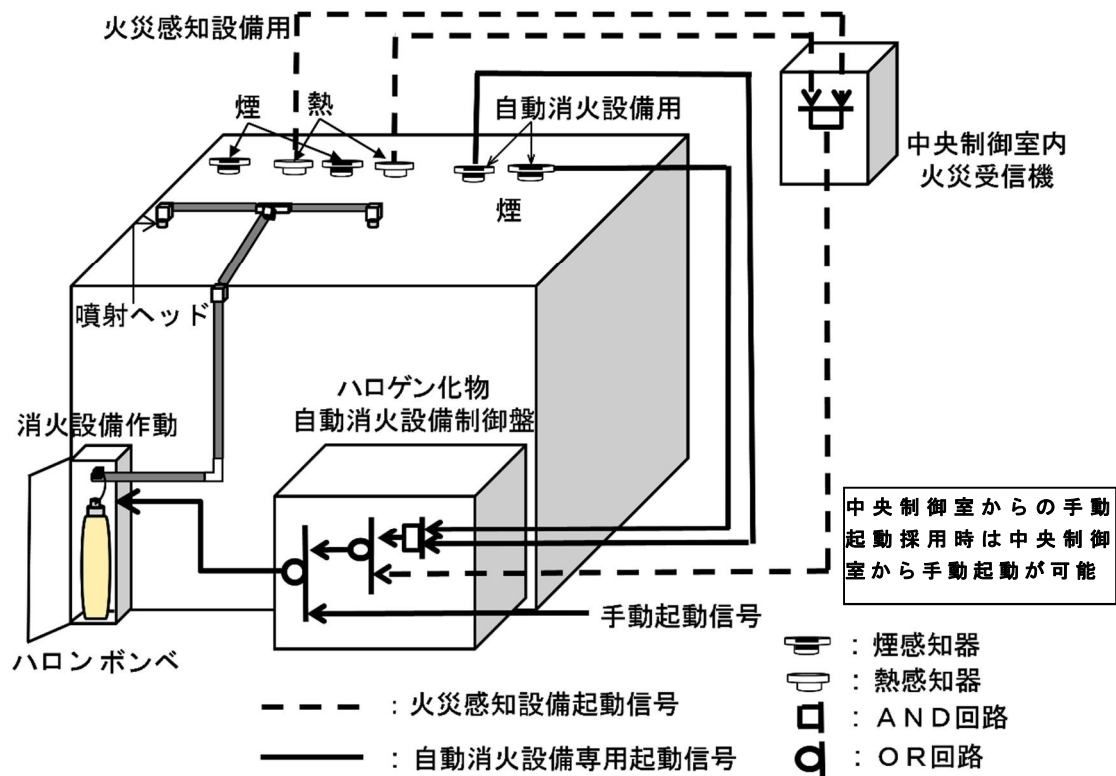 火災感知設備用
煙
熱
自動消火設備用
中央制御室内
火災受信機
煙
噴射ヘッド
ハロゲン化物
自動消火設備制御盤
消火設備作動
中央制御室からの手動
起動採用時は中央制御
室から手動起動が可能
手動起動信号
ハロンボンベ
：煙感知器
：熱感知器
：火災感知設備起動信号
：AND回路
：自動消火設備専用起動信号
：OR回路